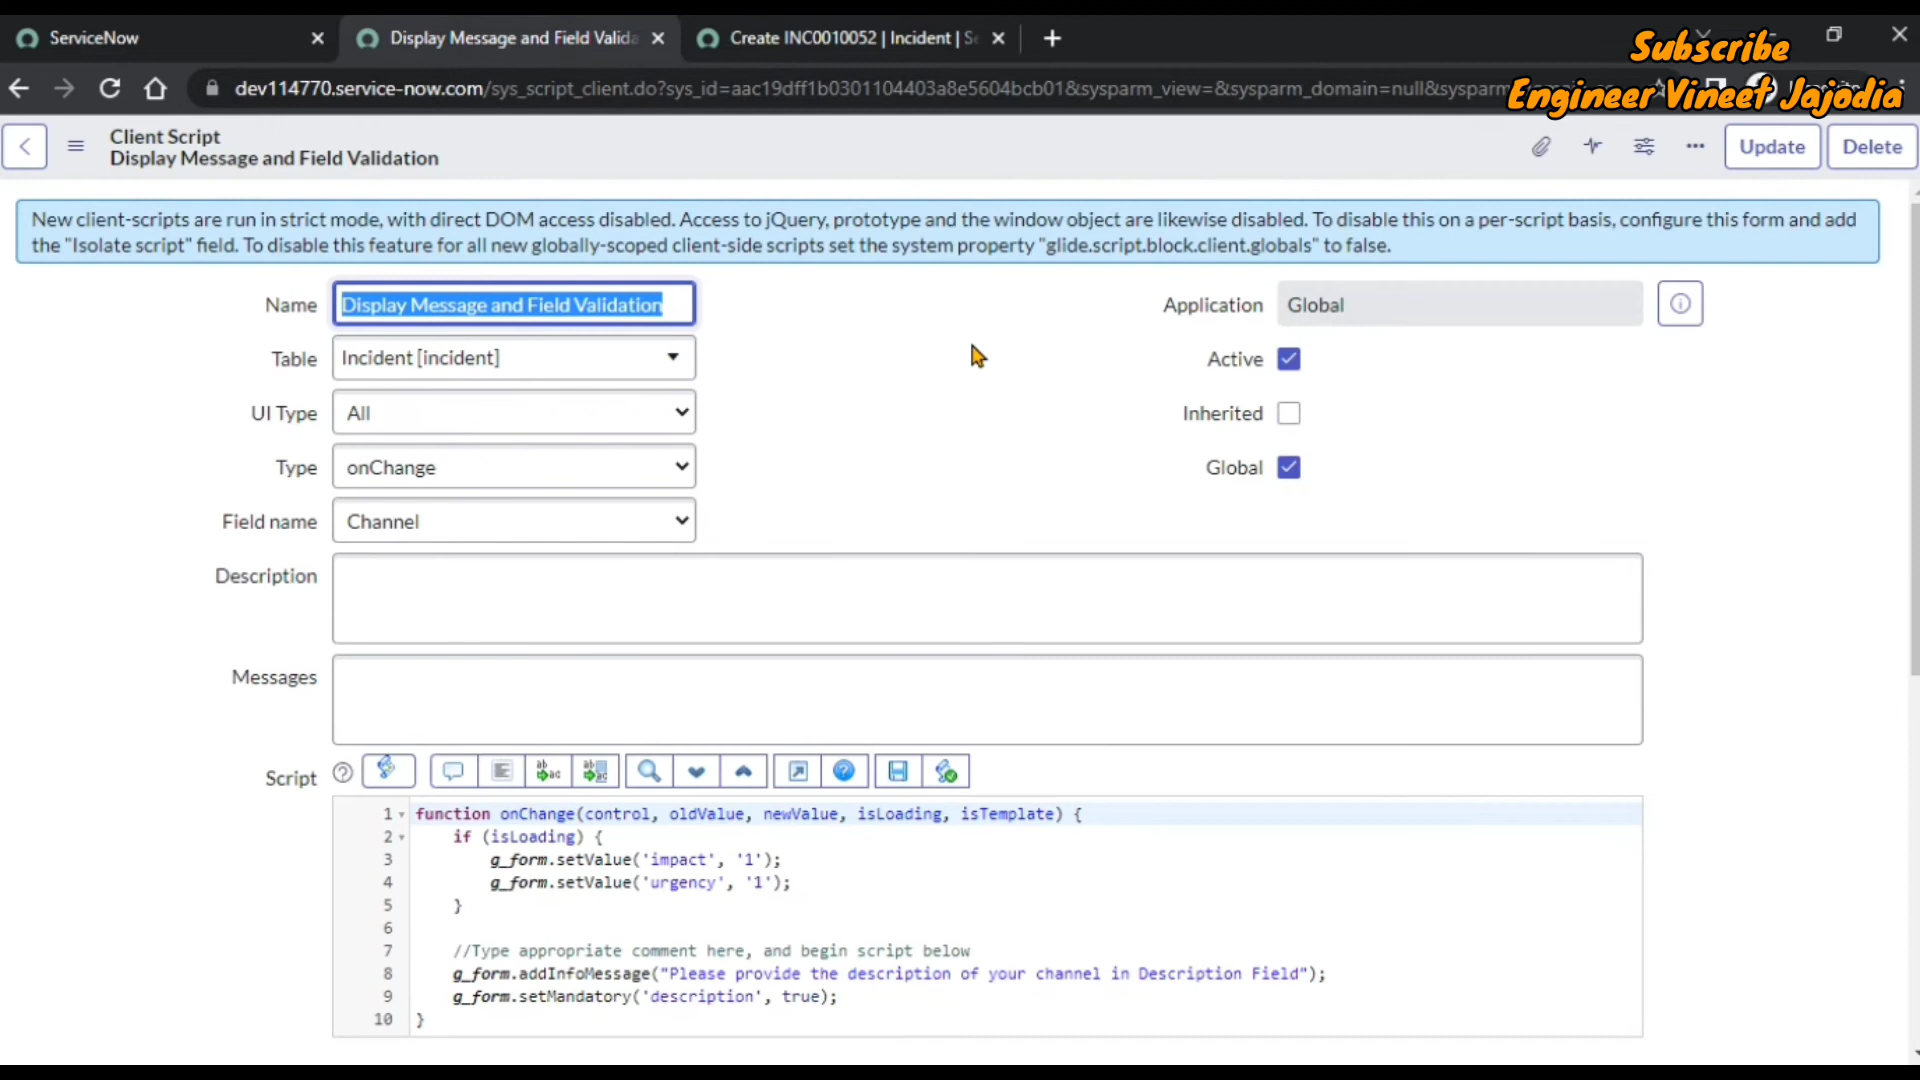 ServiceNow
Display Message and Field Valida
Create INC0010052 | Incident | S
Subscribe
dev114770.service-now.com/sys_script_client.do?sys_id=aac19dff1b0301104403a8e5604bcb01&sysparm_view=&sysparm_domain=null&sysparm
Engineer Vineet Jajodia
Client Script
Display Message and Field Validation
Update
Delete
New client-scripts are run in strict mode, with direct DOM access disabled. Access to jQuery, prototype and the window object are likewise disabled. To disable this on a per-script basis, configure this form and add
the "Isolate script" field. To disable this feature for all new globally-scoped client-side scripts set the system property "glide.script.block.client.globals" to false.
Name Display Message and Field Validation
Application Global
Table Incident [incident]
Active
UI Type All
Inherited
Type onChange
Global
Field name Channel
Description
Messages
Script
1 function onChange(control, oldValue, newValue, isLoading, isTemplate) {
2 if (isLoading) {
3 g_form.setValue('impact', '1');
4 g_form.setValue('urgency', '1');
5 }
6
7 //Type appropriate comment here, and begin script below
8 g_form.addInfoMessage("Please provide the description of your channel in Description Field");
9 g_form.setMandatory('description', true);
10 }